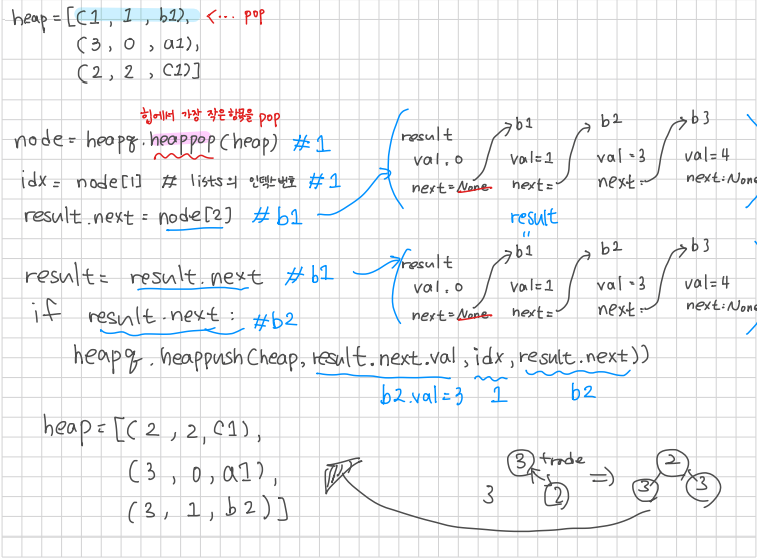 heap = [(1, 1, b1), <··· pop
(3, 0, a1),
(2, 2, c1)]
힙에서 가장 작은 항목을 pop
node = heapq.heappop(heap) #1
idx = node[1] # lists의 인덱스번호 #1
result.next = node[2] #b1
result
val, 0
next = None
b1
val=1
next=
b2
val=3
next=
b3
val=4
next:None
result
"
result = result.next #b1
if result.next: #b2
heapq.heappush(heap, result.next.val, idx, result.next))
b2.val=3 1 b2
result
val, 0
next = None
b1
val=1
next=
b2
val=3
next=
b3
val=4
next:None
heap = [(2, 2, c1),
(3, 0, a1),
(3, 1, b2)]
3
3 trade
2
=>
2
3 3